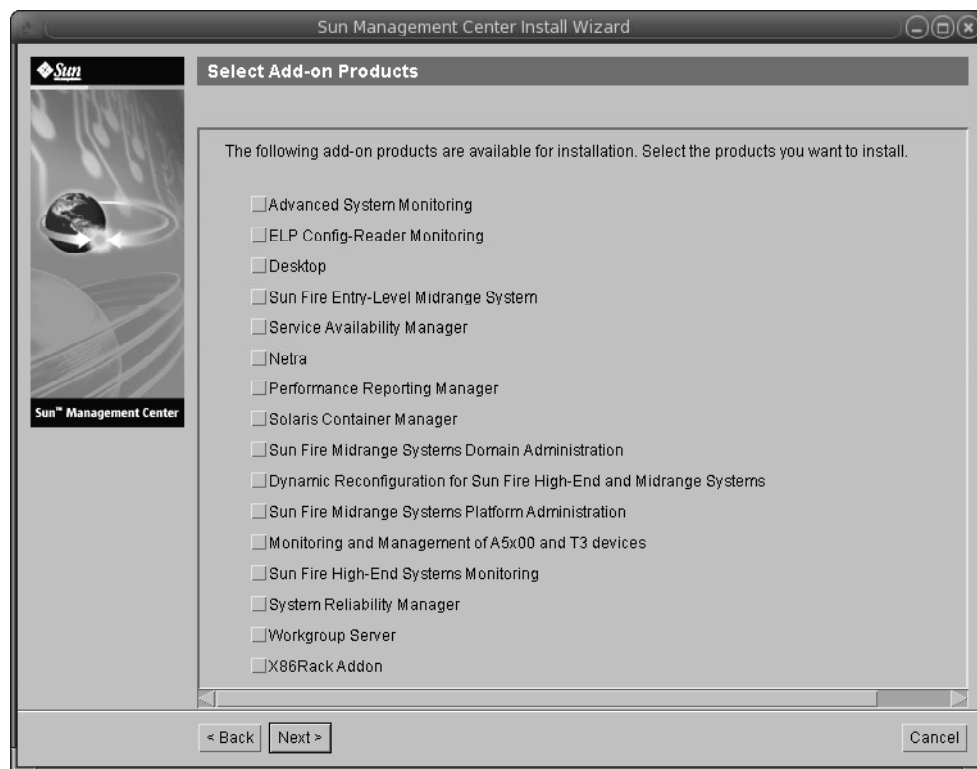 Sun Management Center Install Wizard
Sun
Select Add-on Products
The following add-on products are available for installation. Select the products you want to install.
Advanced System Monitoring
ELP Config-Reader Monitoring
Desktop
Sun Fire Entry-Level Midrange System
Service Availability Manager
Netra
Performance Reporting Manager
Solaris Container Manager
Sun Fire Midrange Systems Domain Administration
Dynamic Reconfiguration for Sun Fire High-End and Midrange Systems
Sun Fire Midrange Systems Platform Administration
Monitoring and Management of A5x00 and T3 devices
Sun Fire High-End Systems Monitoring
System Reliability Manager
Workgroup Server
X86Rack Addon
Sun™ Management Center
< Back
Next >
Cancel